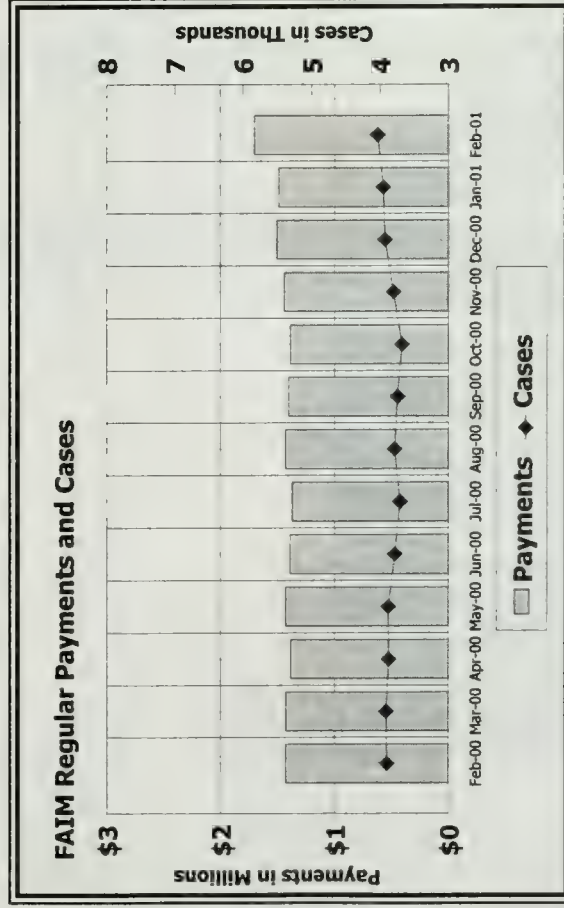 FAIM Regular Payments and Cases
Payments in Millions
$3
$2
$1
$0
Cases in Thousands
8
7
6
5
4
3
Feb-00 Mar-00 Apr-00 May-00 Jun-00 Jul-00 Aug-00 Sep-00 Oct-00 Nov-00 Dec-00 Jan-01 Feb-01
Payments Cases